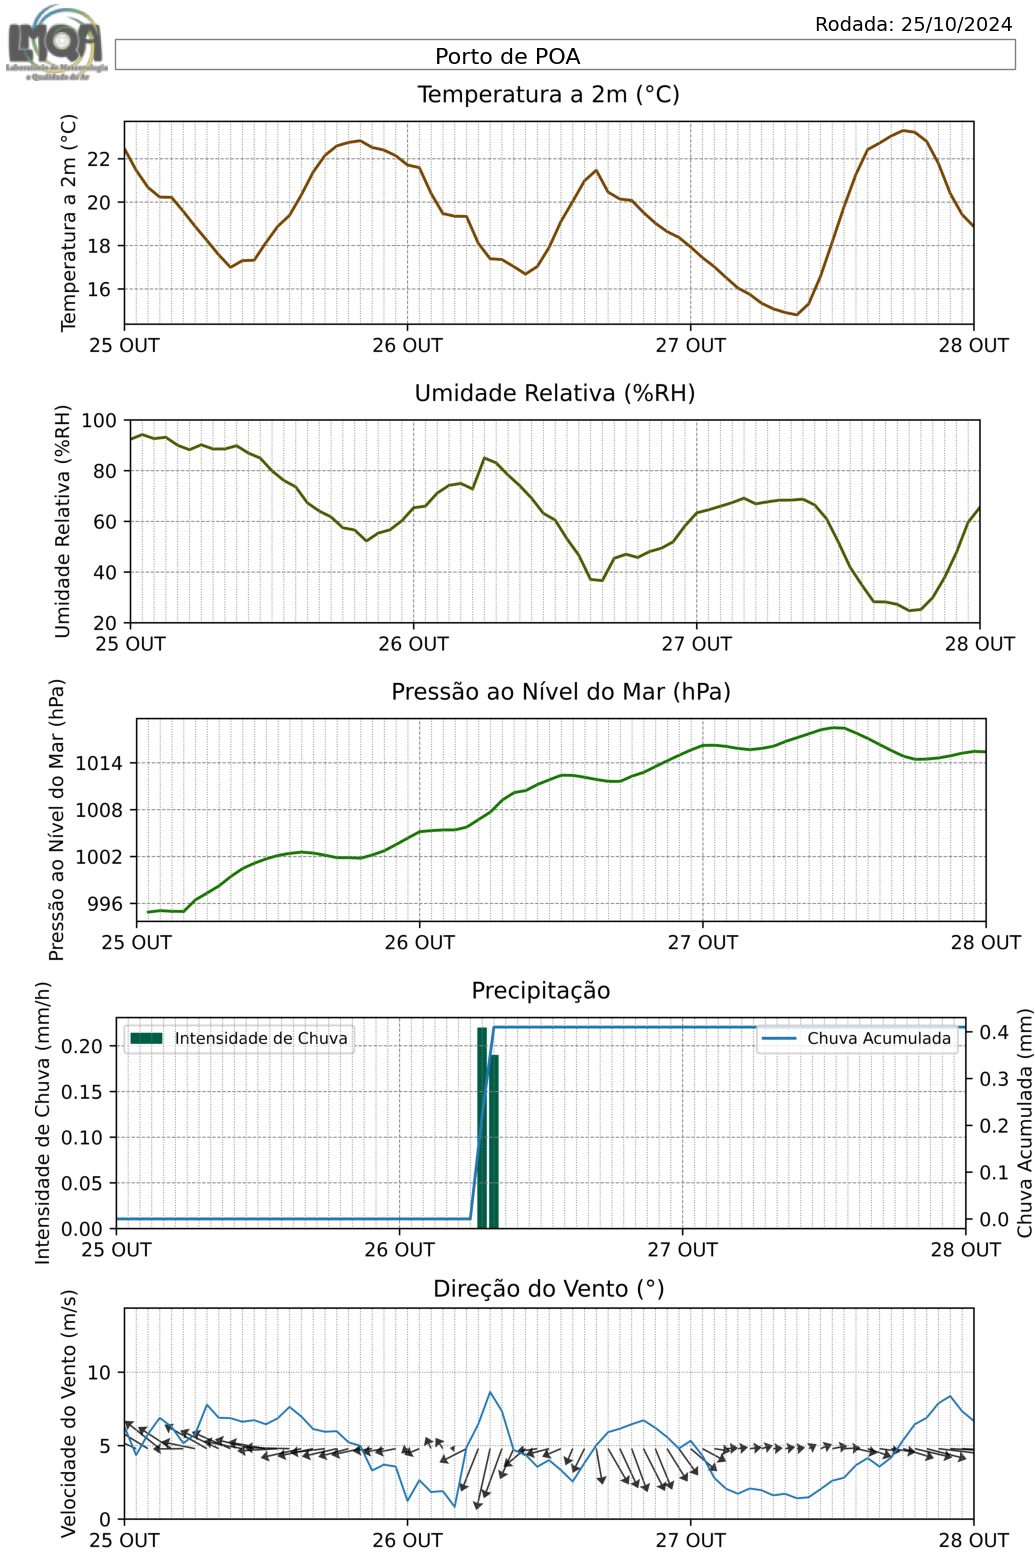 LMQA
Laboratório de Meteorologia
e Qualidade do Ar
Rodada: 25/10/2024
Porto de POA
Temperatura a 2m (°C)
Temperatura a 2m (°C)
22
20
18
16
25 OUT 26 OUT 27 OUT 28 OUT
Umidade Relativa (%RH)
Umidade Relativa (%RH)
100
80
60
40
20
25 OUT 26 OUT 27 OUT 28 OUT
Pressão ao Nível do Mar (hPa)
Pressão ao Nível do Mar (hPa)
1014
1008
1002
996
25 OUT 26 OUT 27 OUT 28 OUT
Precipitação
Intensidade de Chuva (mm/h)
Intensidade de Chuva
Chuva Acumulada
0.20
0.15
0.10
0.05
0.00
0.4
0.3
0.2
0.1
0.0
Chuva Acumulada (mm)
25 OUT 26 OUT 27 OUT 28 OUT
Direção do Vento (°)
Velocidade do Vento (m/s)
10
5
0
25 OUT 26 OUT 27 OUT 28 OUT